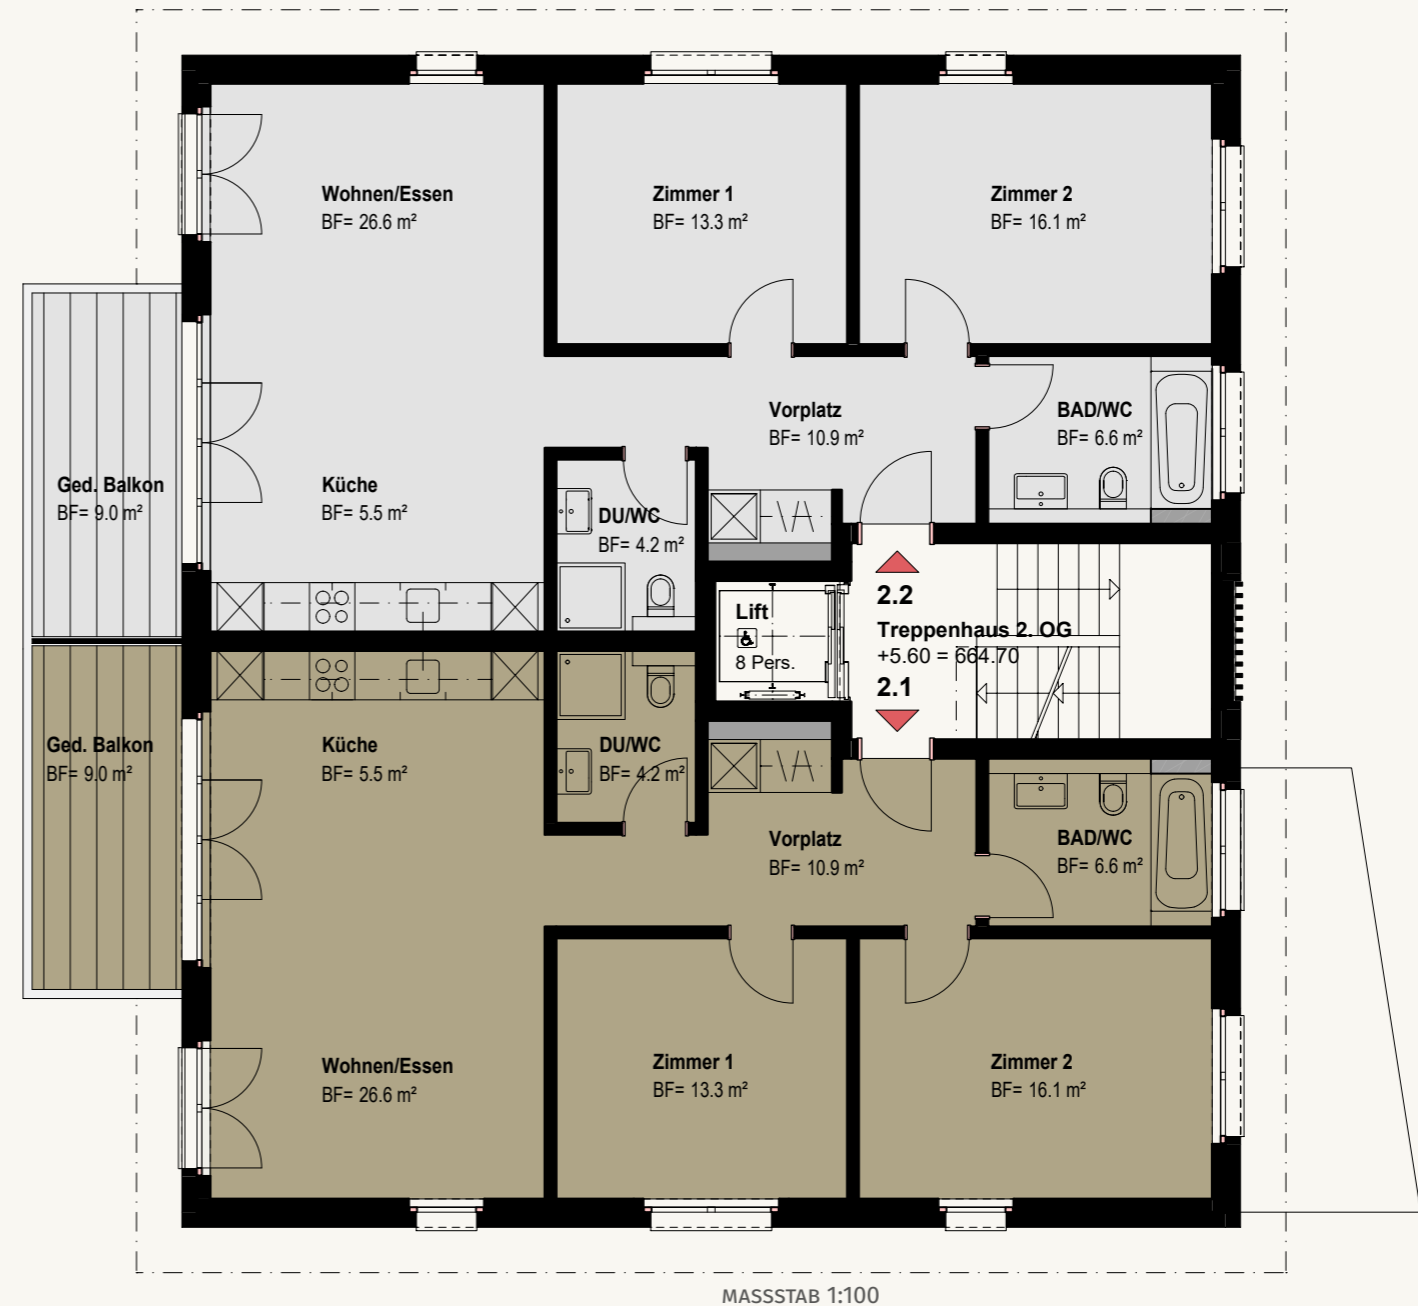 Wohnen/Essen
BF= 26.6 m²
Zimmer 1
BF= 13.3 m²
Zimmer 2
BF= 16.1 m²
Vorplatz
BF= 10.9 m²
BAD/WC
BF= 6.6 m²
Ged. Balkon
BF= 9.0 m²
Küche
BF= 5.5 m²
DU/WC
BF= 4.2 m²
Lift
8 Pers.
2.2
Treppenhaus 2. OG
+5.60 = 664.70
2.1
Ged. Balkon
BF= 9.0 m²
Küche
BF= 5.5 m²
DU/WC
BF= 4.2 m²
Vorplatz
BF= 10.9 m²
BAD/WC
BF= 6.6 m²
Wohnen/Essen
BF= 26.6 m²
Zimmer 1
BF= 13.3 m²
Zimmer 2
BF= 16.1 m²
MASSSTAB 1:100